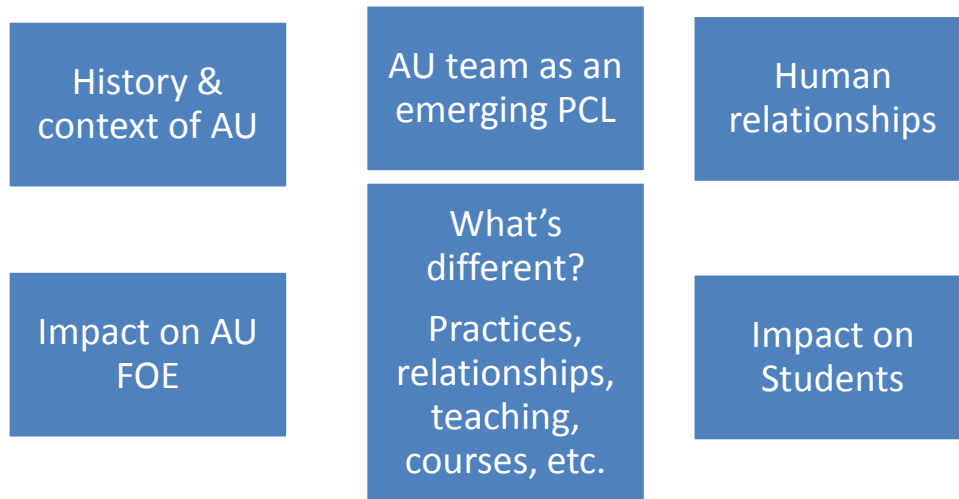 History &
context of AU
AU team as an
emerging PCL
Human
relationships
What's
different?
Practices,
relationships,
teaching,
courses, etc.
Impact on AU
FOE
Impact on
Students